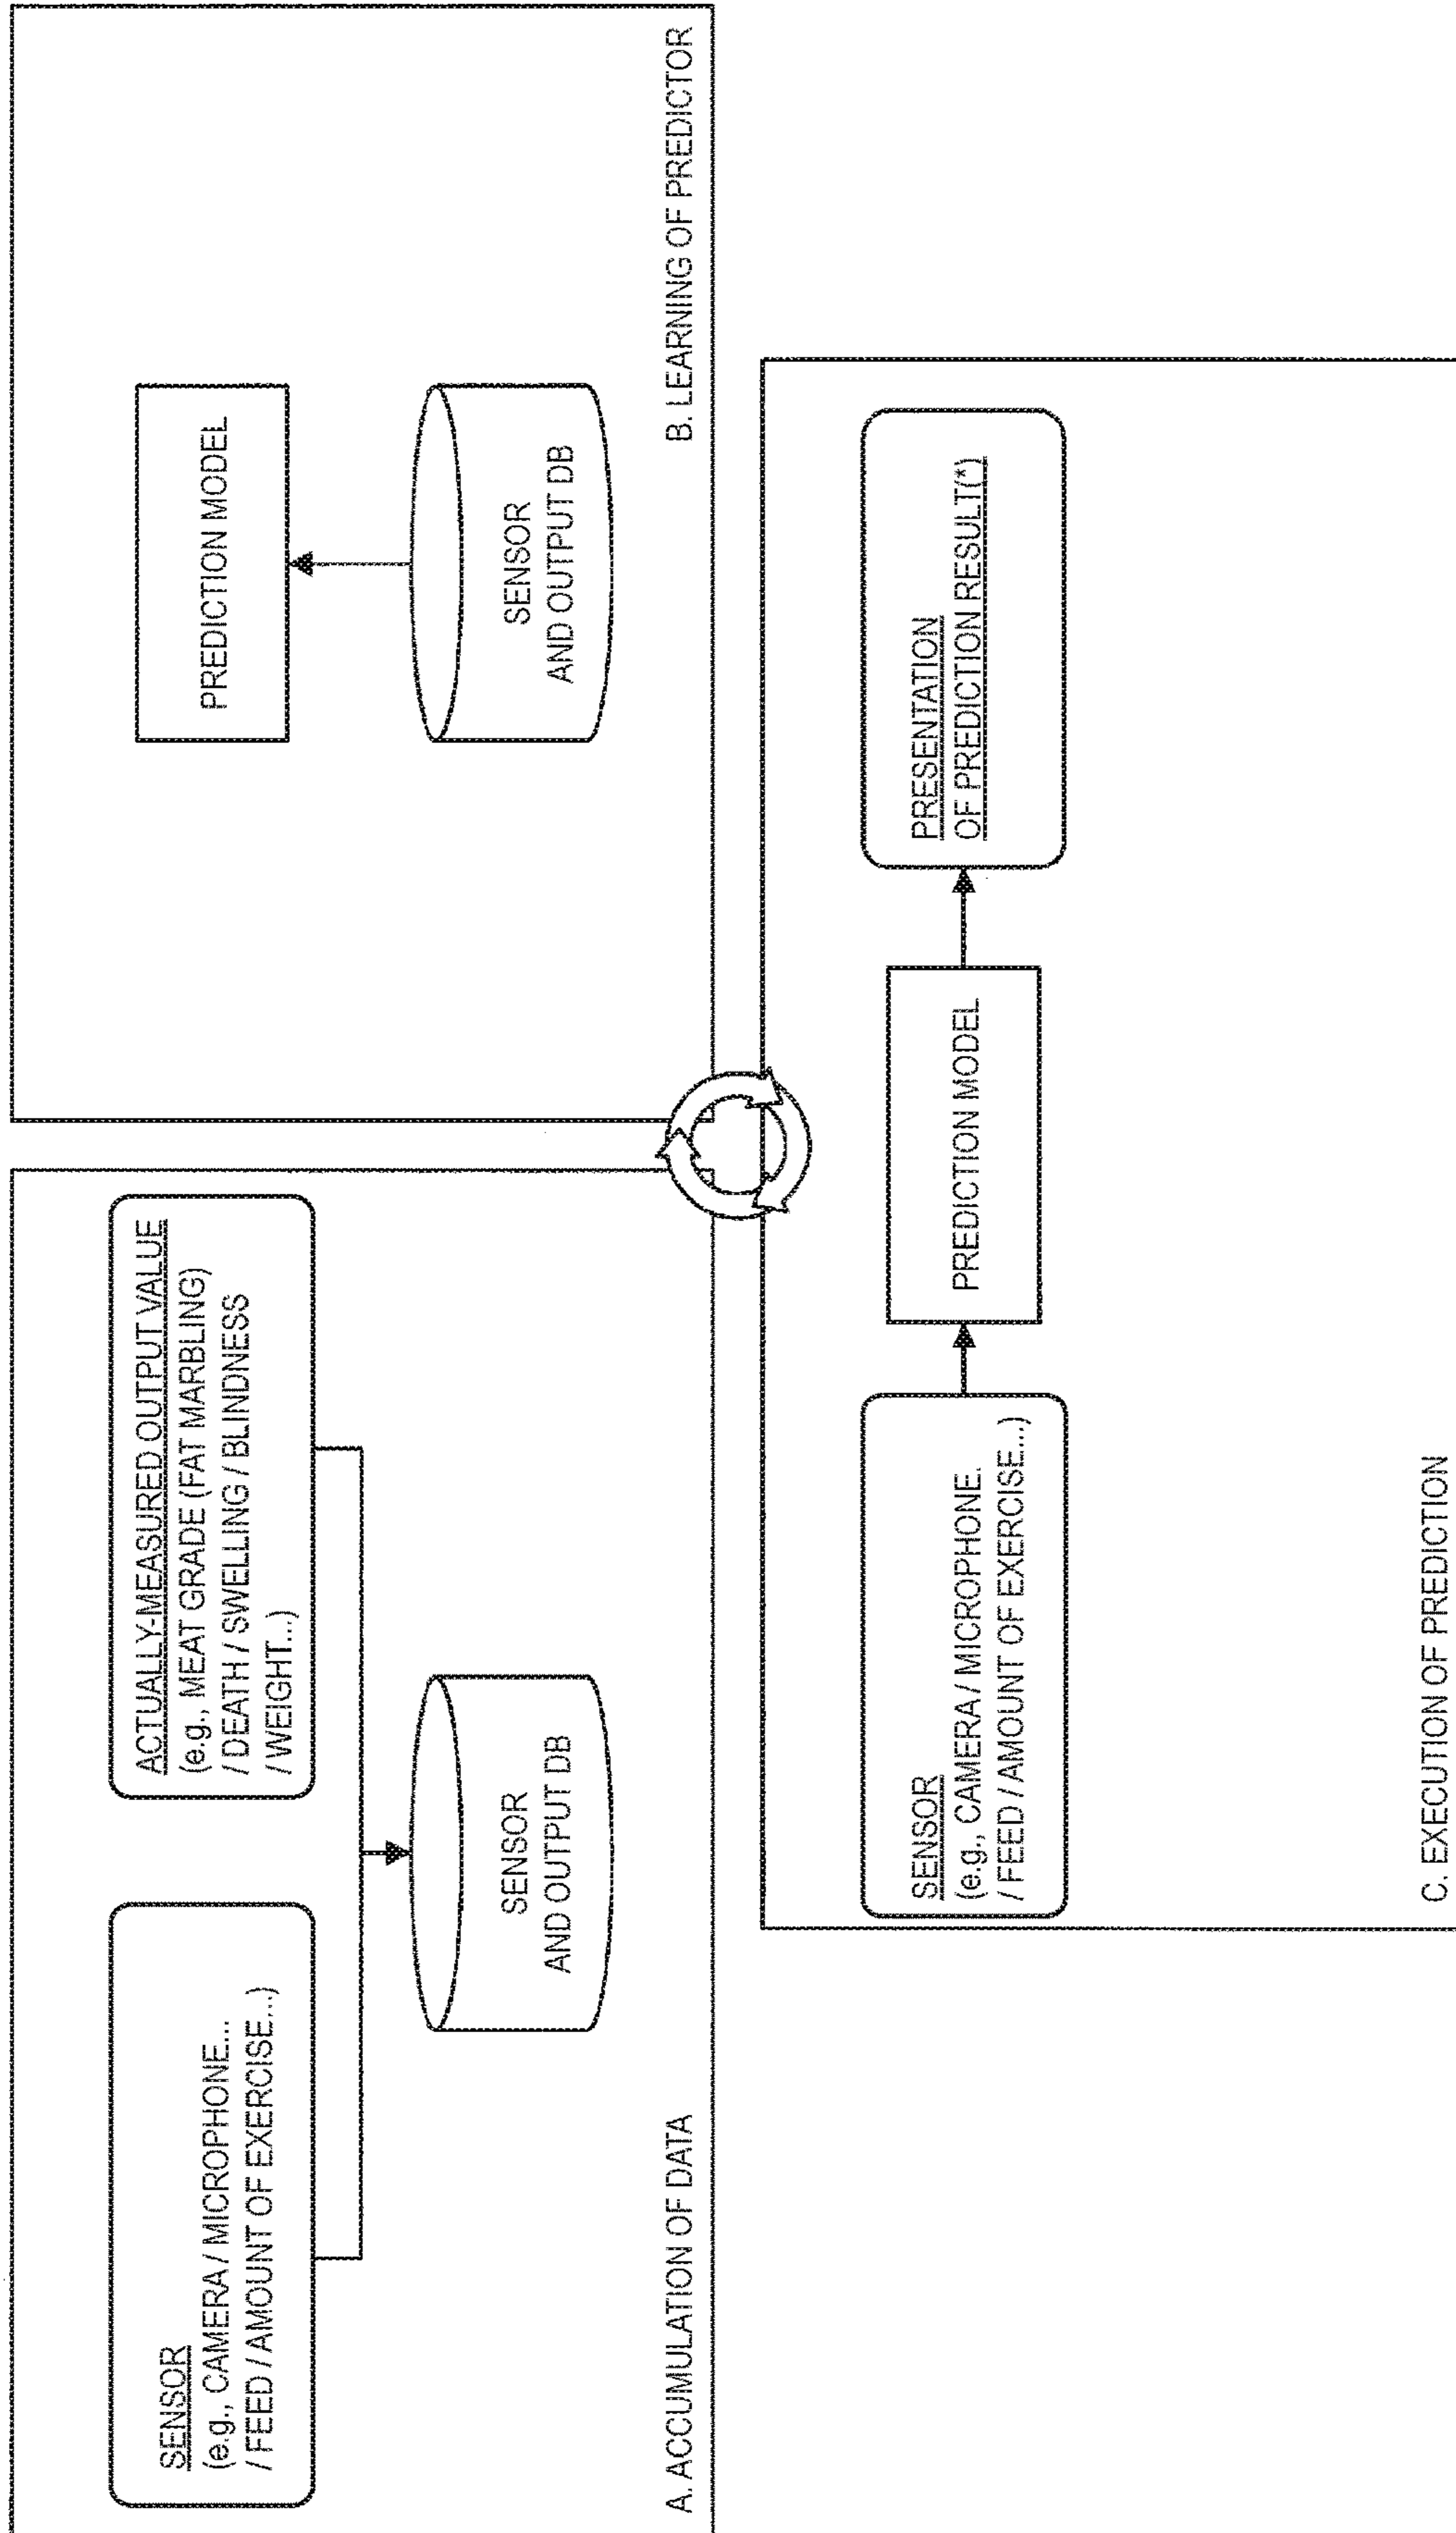 SENSOR
(e.g., CAMERA / MICROPHONE...
/ FEED / AMOUNT OF EXERCISE...)
ACTUALLY-MEASURED OUTPUT VALUE
(e.g., MEAT GRADE (FAT MARBLING)
/ DEATH / SWELLING / BLINDNESS
/ WEIGHT...)
SENSOR
AND OUTPUT DB
A. ACCUMULATION OF DATA
PREDICTION MODEL
SENSOR
AND OUTPUT DB
B. LEARNING OF PREDICTOR
SENSOR
(e.g., CAMERA / MICROPHONE.
/ FEED / AMOUNT OF EXERCISE...)
PREDICTION MODEL
PRESENTATION
OF PREDICTION RESULT(*)
C. EXECUTION OF PREDICTION